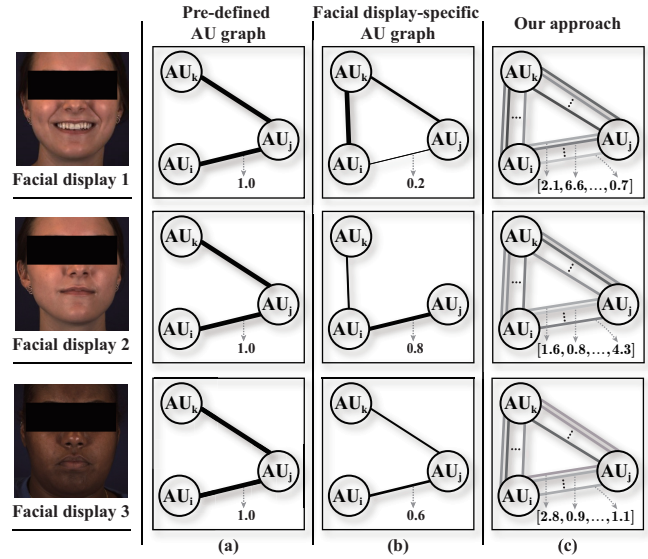 Pre-defined
AU graph
Facial display-specific
AU graph
Our approach
AUk
AUj
AUi
1.0
AUk
AUj
AUi
0.2
AUk
AUj
AUi
[2.1, 6.6, ..., 0.7]
Facial display 1
AUk
AUj
AUi
1.0
AUk
AUj
AUi
0.8
AUk
AUj
AUi
[1.6, 0.8, ..., 4.3]
Facial display 2
AUk
AUj
AUi
1.0
AUk
AUj
AUi
0.6
AUk
AUj
AUi
[2.8, 0.9, ..., 1.1]
Facial display 3
(a)
(b)
(c)